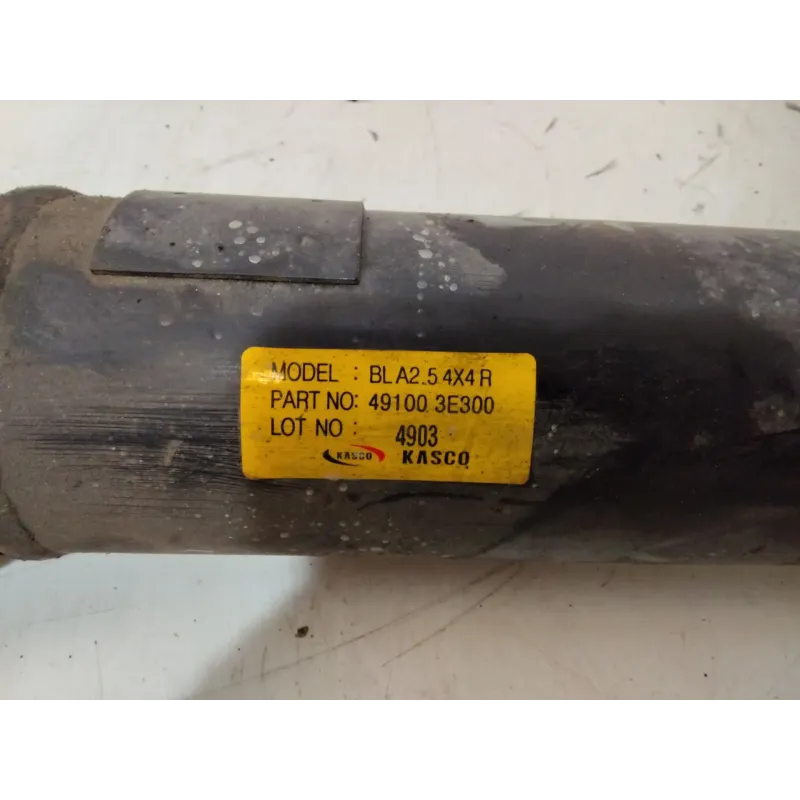 MODEL : BL A2.5 4X4 R
PART NO: 49100 3E300
LOT NO : 4903
KASCO KASCO